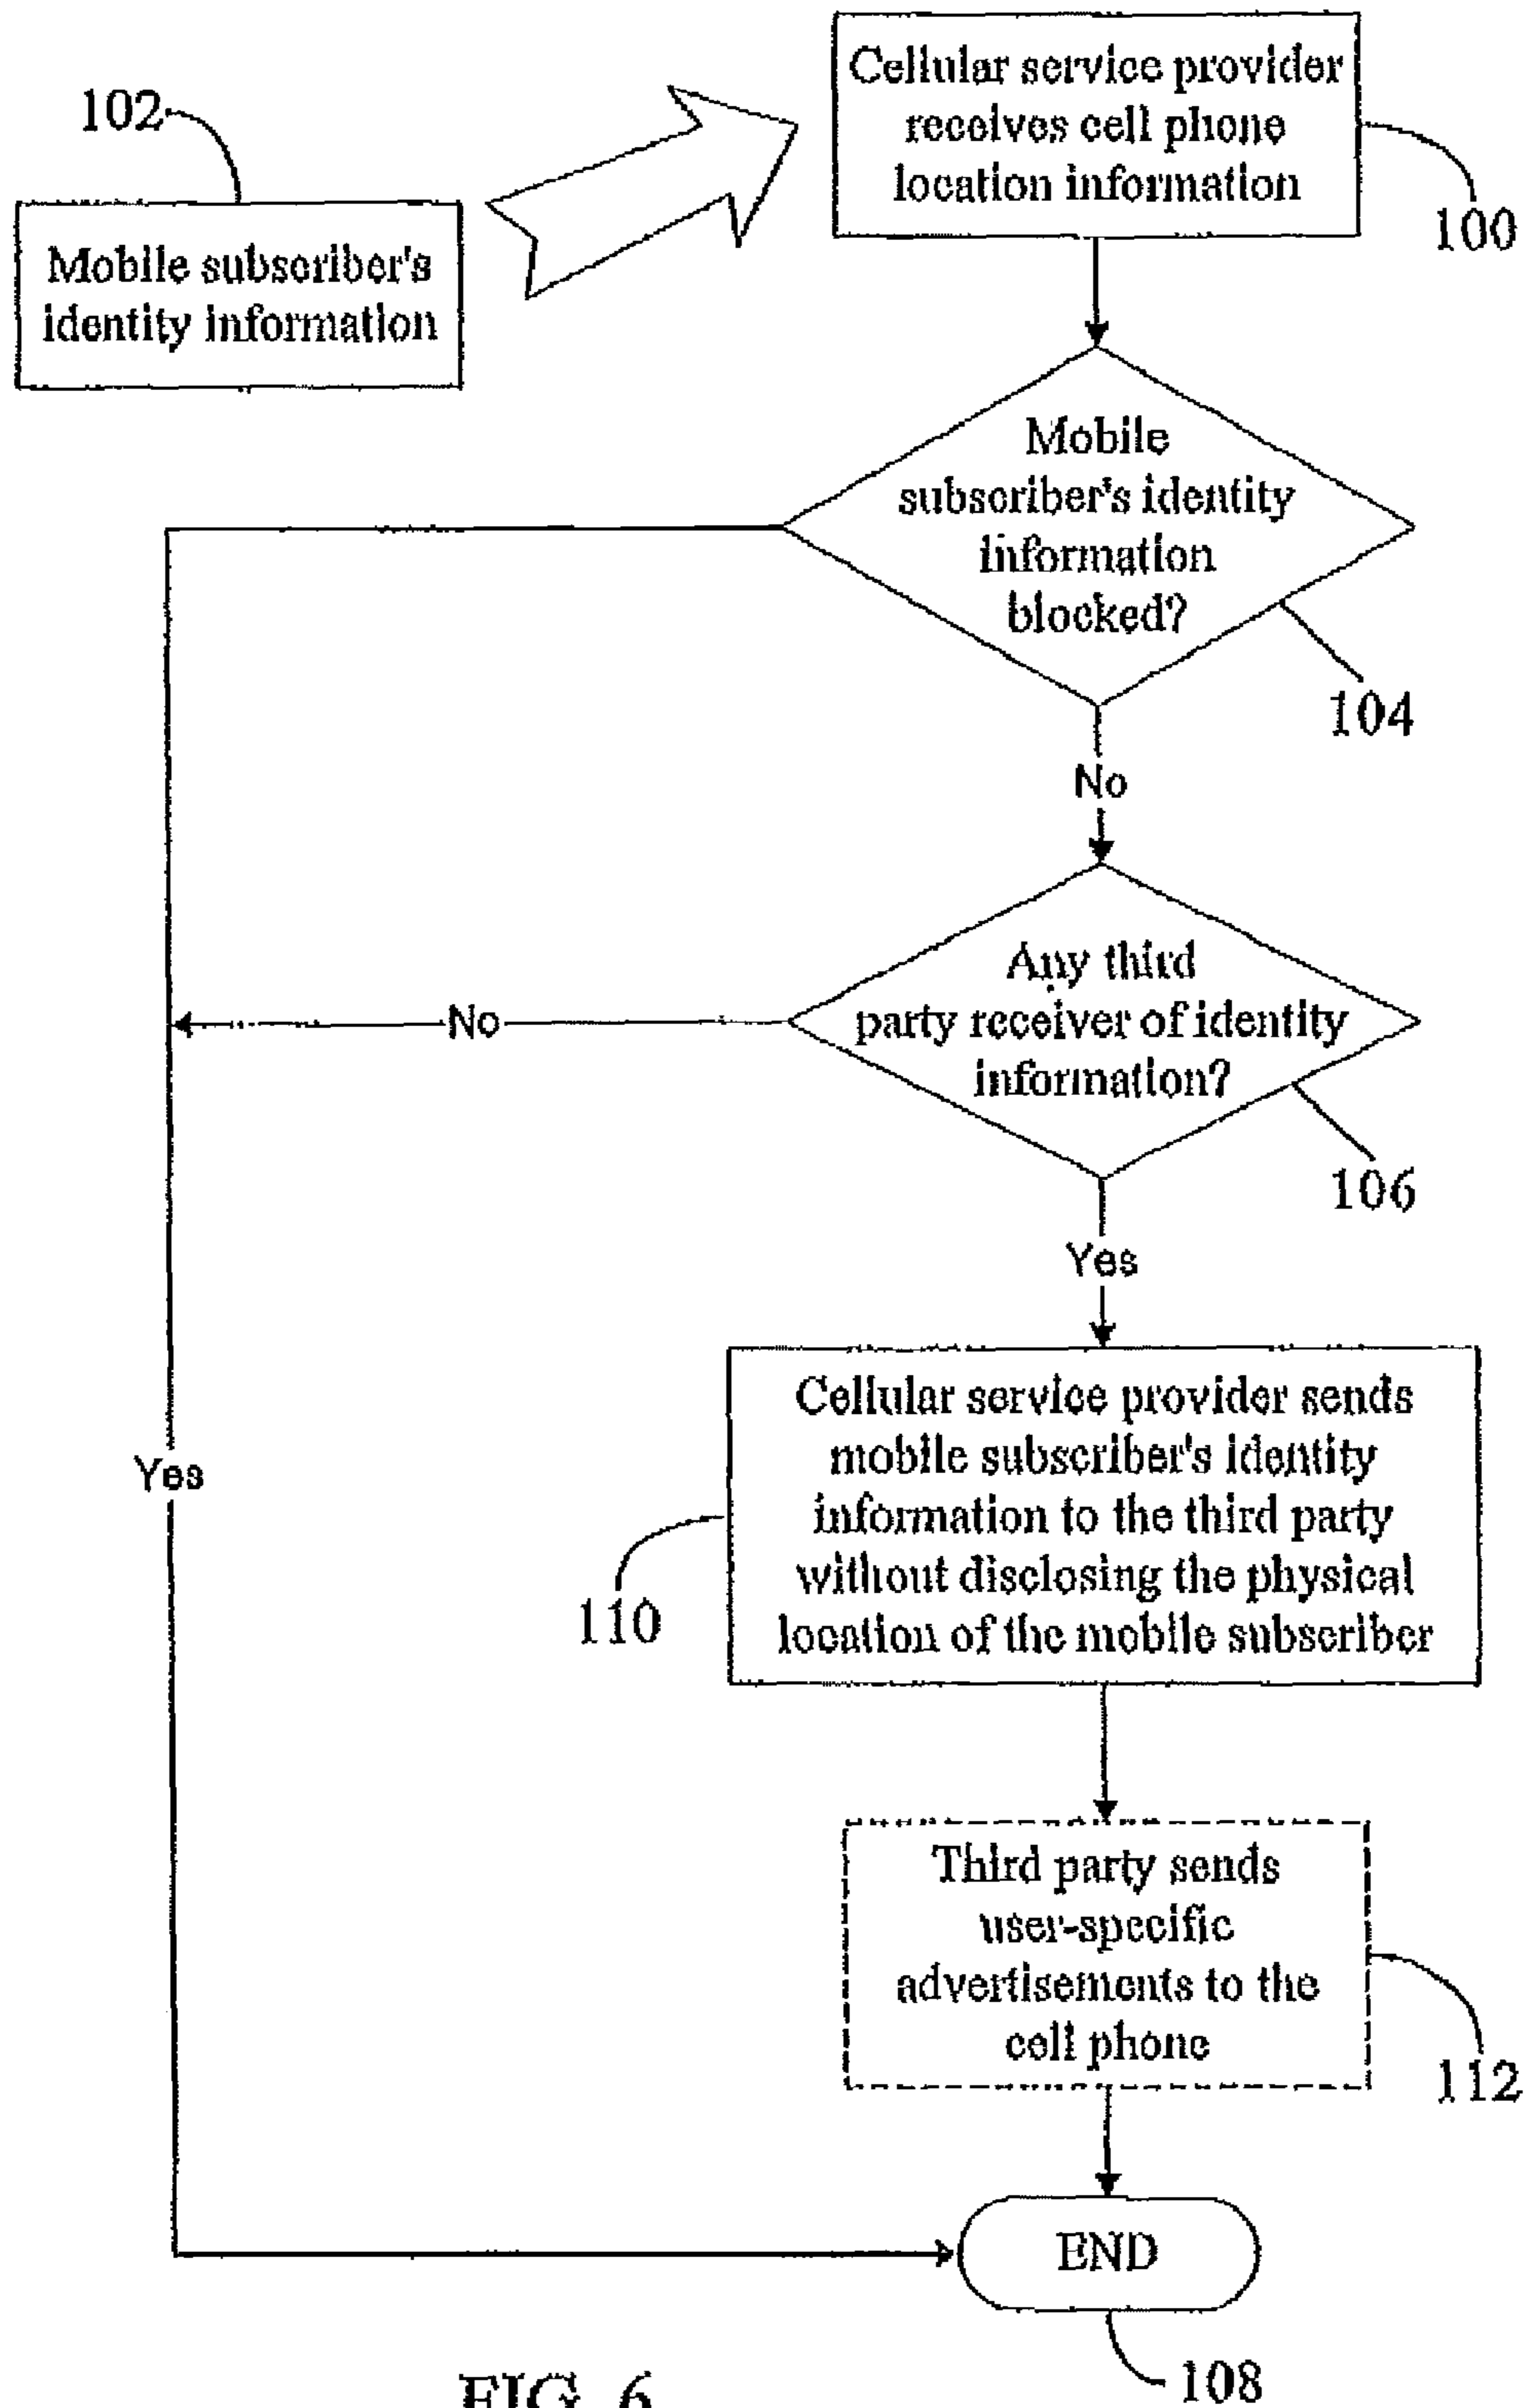 Cellular service provider
receives cell phone
location information
100
102
Mobile subscriber's
identity information
Mobile
subscriber's identity
information
blocked?
104
No
Any third
party receiver of identity
information?
106
No
Yes
Yes
Cellular service provider sends
mobile subscriber's identity
information to the third party
without disclosing the physical
location of the mobile subscriber
110
Third party sends
user-specific
advertisements to the
cell phone
112
END
108
FIG. 6